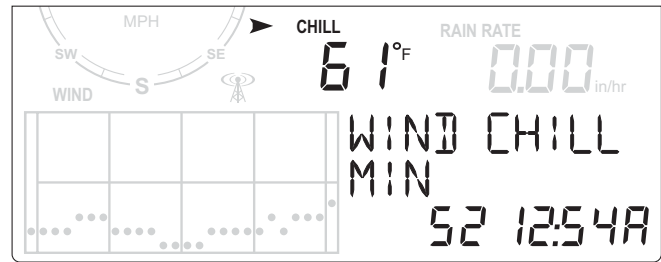 MPH
CHILL
RAIN RATE
SW
SE
61°F
0.00 in/hr
WIND
S
WIND CHILL
MIN
52 12:54A